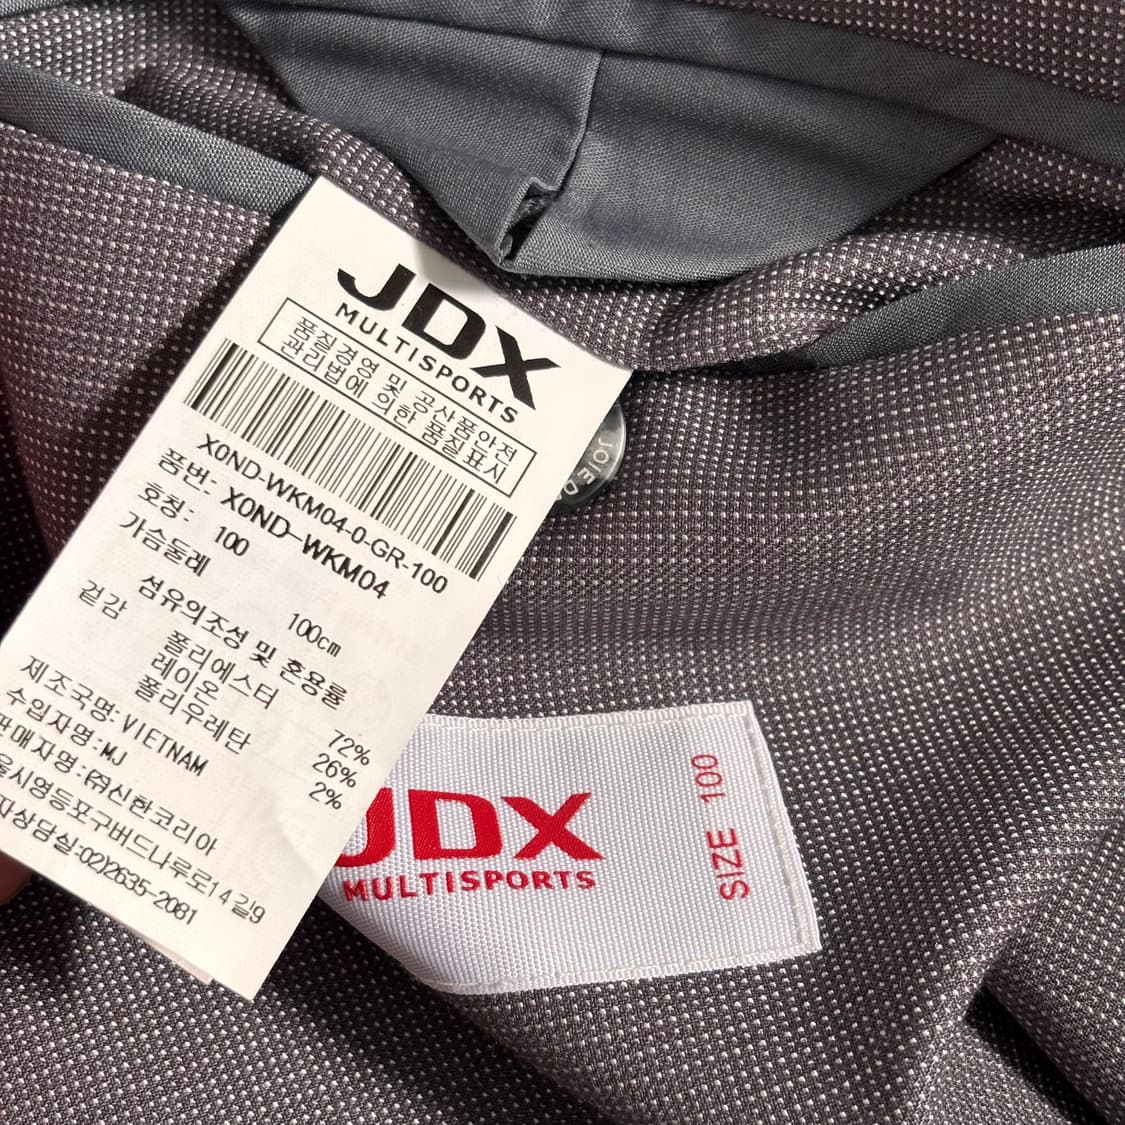 JDX
MULTISPORTS
품질경영 및 공산품안전
관리법에 의한 품질표시
X0ND-WKM04-0-GR-100
품번: X0ND-WKM04
호칭: 100
가슴둘레 100cm
섬유의조성 및 혼용률
겉감 폴리에스터 72%
레이온 26%
폴리우레탄 2%
제조국명:VIETNAM
수입자명:MJ
판매자명:㈜신한코리아
울시영등포구버드나루로14길9
자상담실:02)2635-2081
JOIE D
JDX
MULTISPORTS
SIZE 100